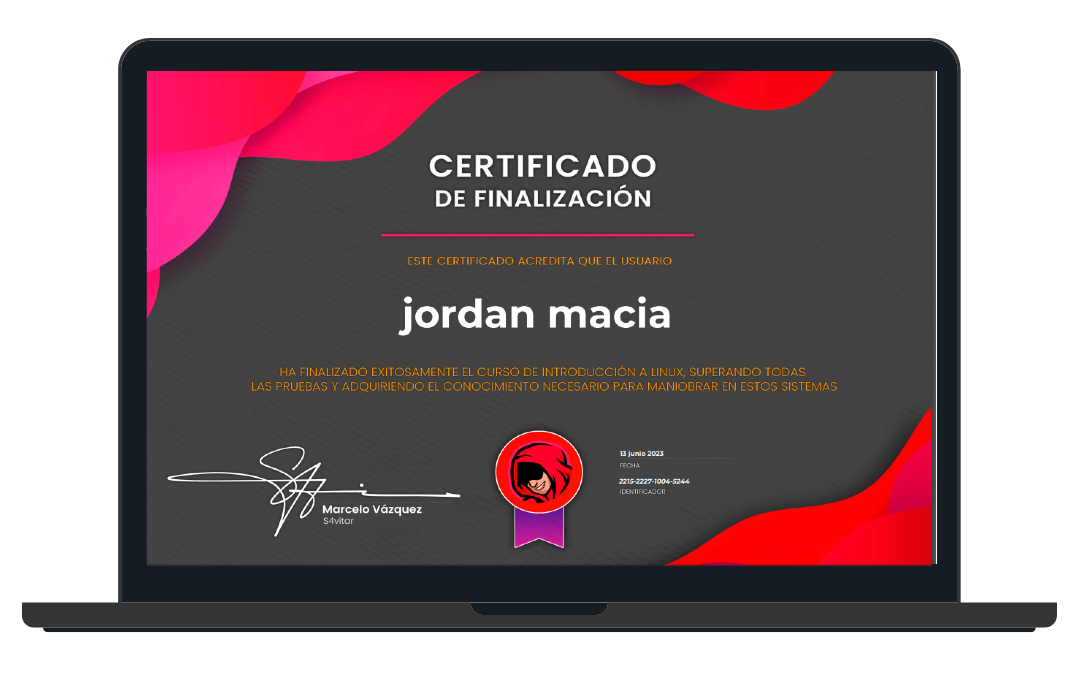 CERTIFICADO
DE FINALIZACIÓN
ESTE CERTIFICADO ACREDITA QUE EL USUARIO
jordan macia
HA FINALIZADO EXITOSAMENTE EL CURSO DE INTRODUCCIÓN A LINUX, SUPERANDO TODAS
LAS PRUEBAS Y ADQUIRIENDO EL CONOCIMIENTO NECESARIO PARA MANIOBRAR EN ESTOS SISTEMAS
Marcelo Vázquez
S4vitar
13 junio 2023
FECHA
2215-2227-1004-5244
IDENTIFICADOR